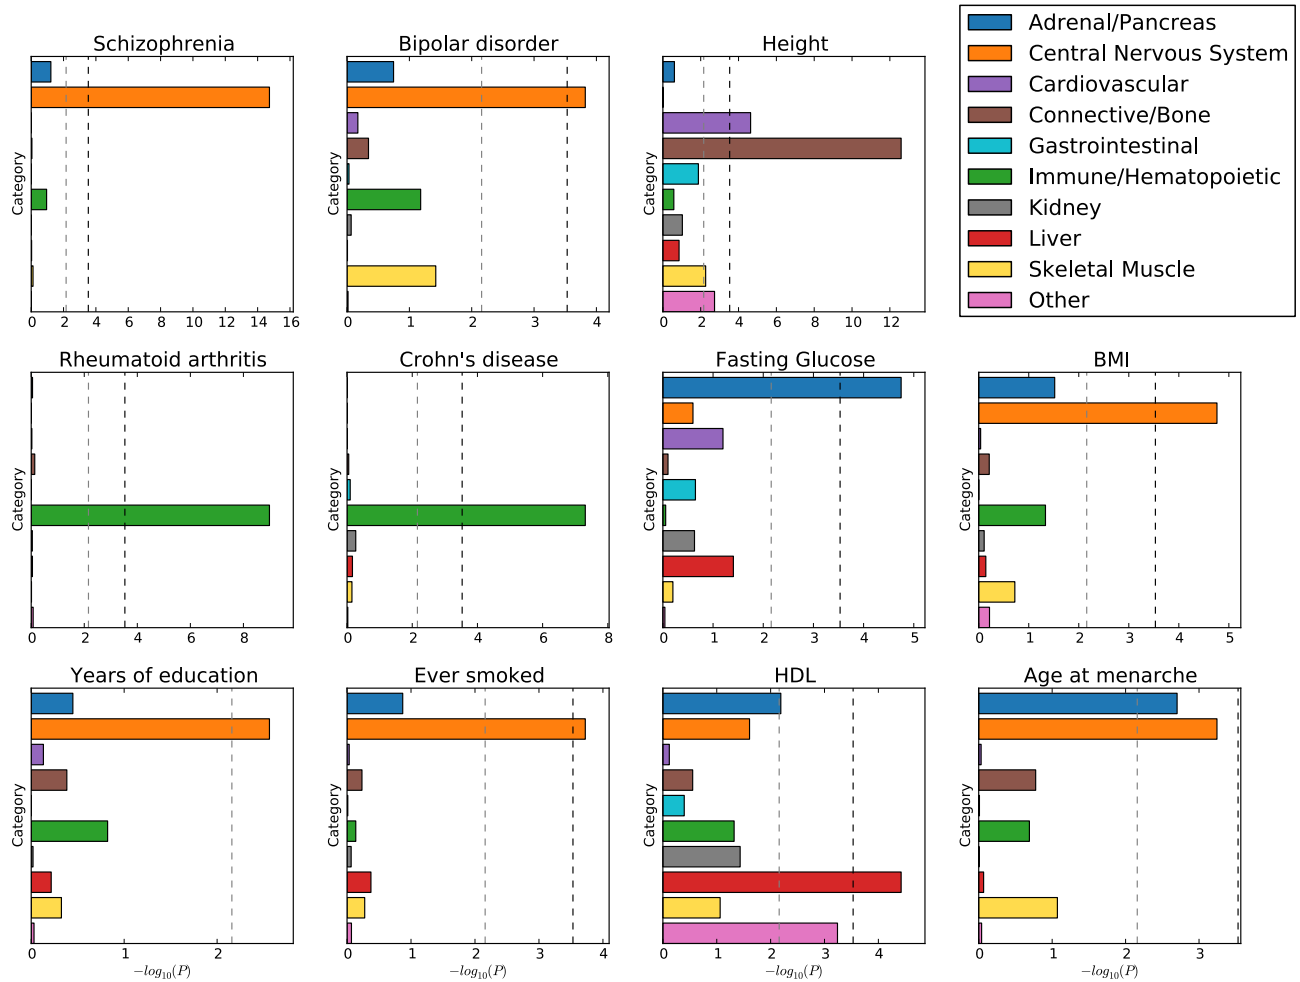 Schizophrenia
Category
0 2 4 6 8 10 12 14 16
Bipolar disorder
Category
0 1 2 3 4
Height
Category
0 2 4 6 8 10 12
Adrenal/Pancreas
Central Nervous System
Cardiovascular
Connective/Bone
Gastrointestinal
Immune/Hematopoietic
Kidney
Liver
Skeletal Muscle
Other
Rheumatoid arthritis
Category
0 2 4 6 8
Crohn's disease
Category
0 1 2 3 4 5 6 7 8
Fasting Glucose
Category
0 1 2 3 4 5
BMI
Category
0 1 2 3 4 5
Years of education
Category
0 1 2
−log10(P)
Ever smoked
Category
0 1 2 3 4
−log10(P)
HDL
Category
0 1 2 3 4
−log10(P)
Age at menarche
Category
0 1 2 3
−log10(P)